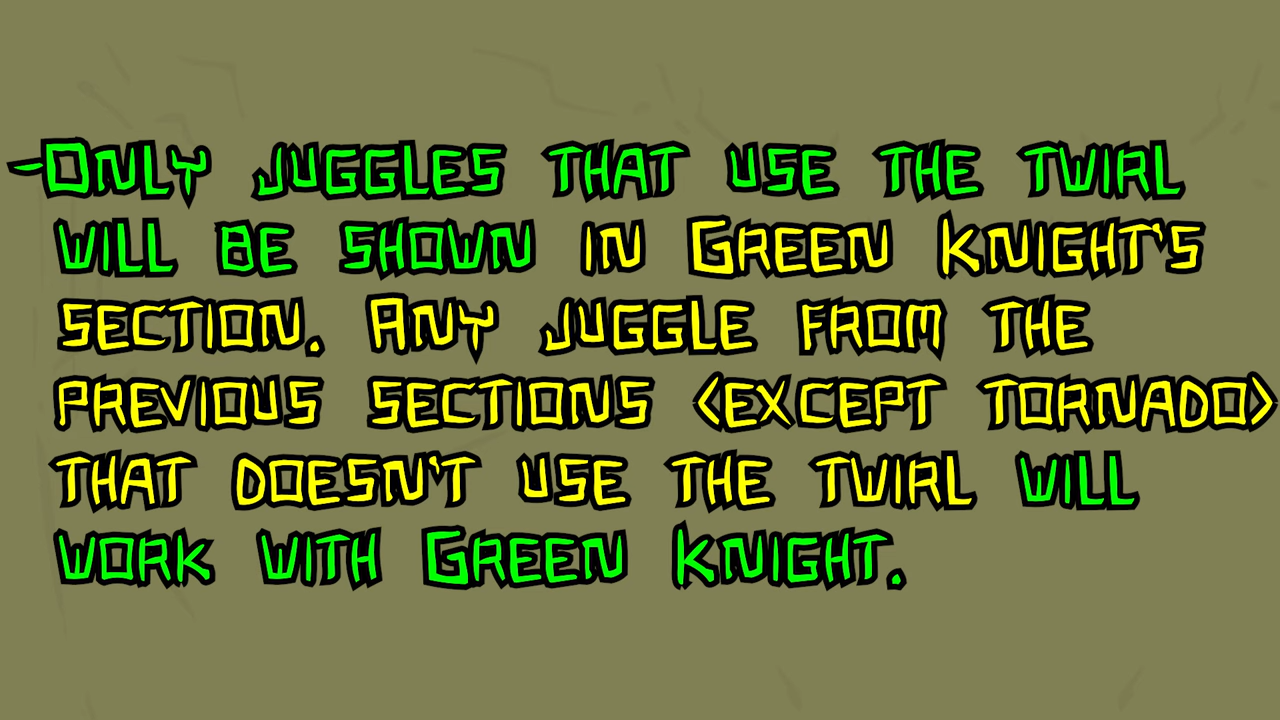 -Only juggles that use the twirl
will be shown in Green Knight's
section. Any juggle from the
previous sections <except Tornado>
that doesn't use the twirl will
work with Green Knight.